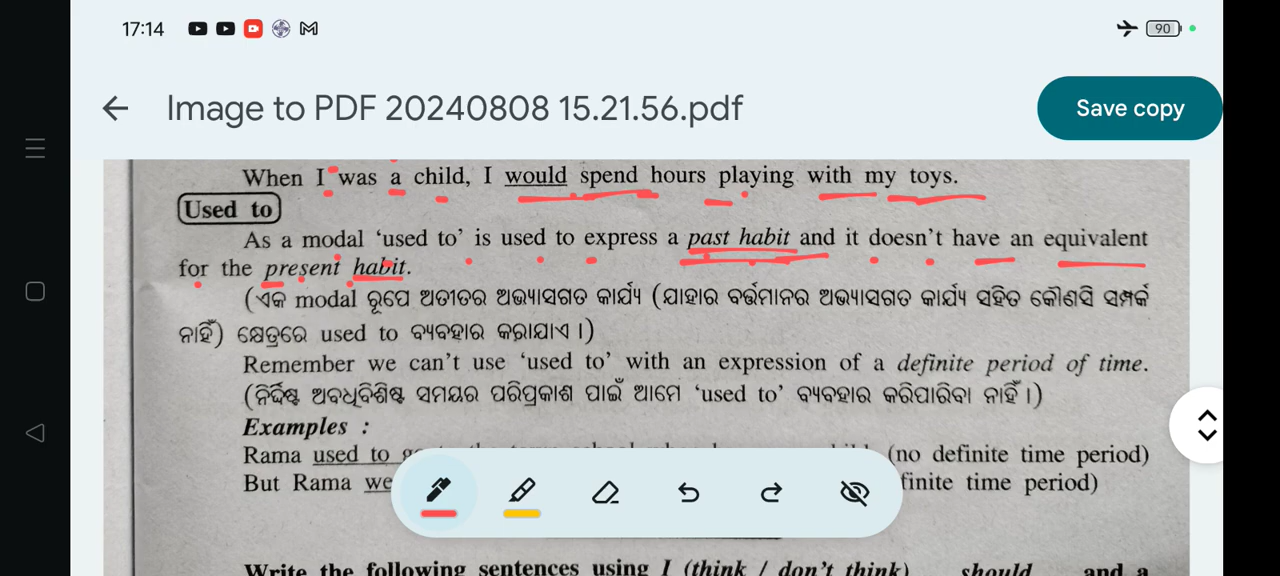 17:14
90
Image to PDF 20240808 15.21.56.pdf
Save copy
When I was a child, I would spend hours playing with my toys.
Used to
As a modal ‘used to’ is used to express a past habit and it doesn’t have an equivalent
for the present habit.
(ଏକ modal ରୂପେ ଅତୀତର ଅଭ୍ୟାସଗତ କାର୍ଯ୍ୟ (ଯାହାର ବର୍ତ୍ତମାନର ଅଭ୍ୟାସଗତ କାର୍ଯ୍ୟ ସହିତ କୌଣସି ସମ୍ପର୍କ
ନାହିଁ) କ୍ଷେତ୍ରରେ used to ବ୍ୟବହାର କରାଯାଏ ।)
Remember we can’t use ‘used to’ with an expression of a definite period of time.
(ନିର୍ଦ୍ଦିଷ୍ଟ ଅବଧିବିଶିଷ୍ଟ ସମୟର ପରିପ୍ରକାଶ ପାଇଁ ଆମେ ‘used to’ ବ୍ୟବହାର କରିପାରିବା ନାହିଁ ।)
Examples :
Rama used to (no definite time period)
But Rama time period)
Write the following sentences using I (think / don’t think) should and a